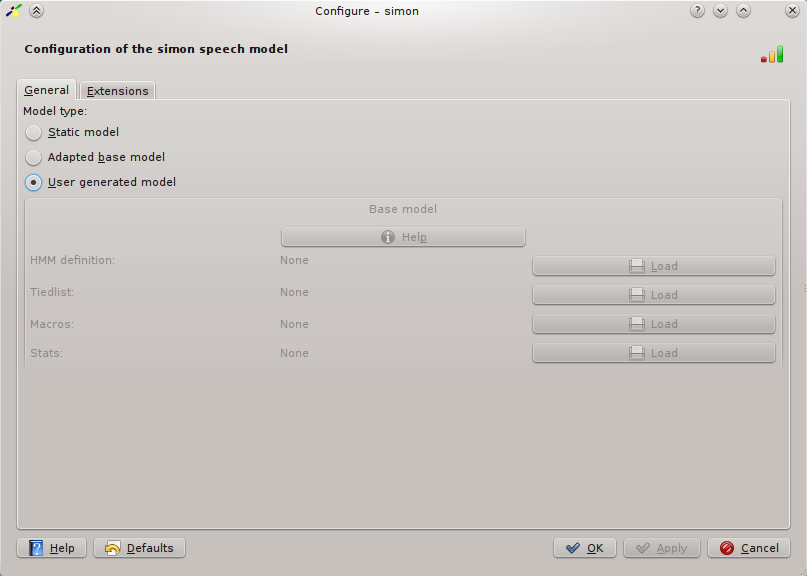 Configure – simon
Configuration of the simon speech model
General Extensions
Model type:
Static model
Adapted base model
User generated model
Base model
Help
HMM definition: None Load
Tiedlist: None Load
Macros: None Load
Stats: None Load
Help Defaults OK Apply Cancel